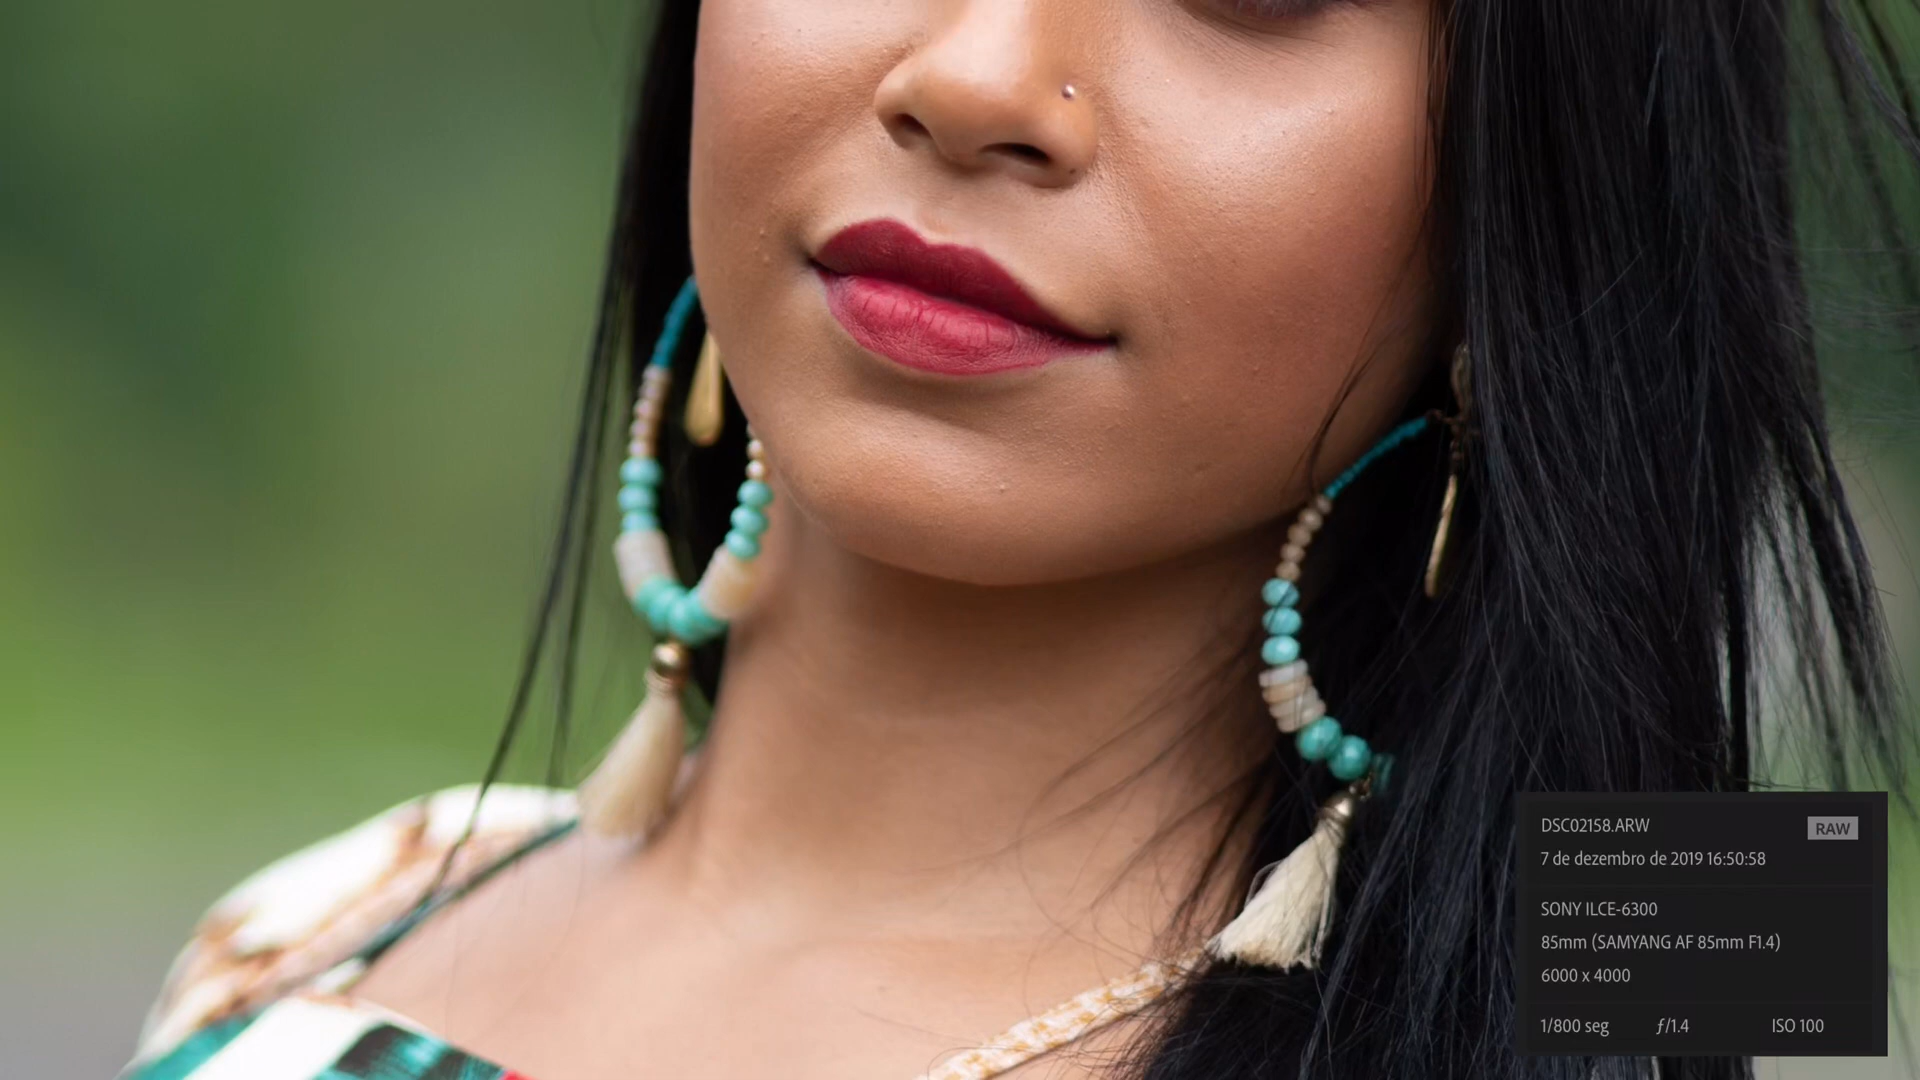 DSC02158.ARW RAW
7 de dezembro de 2019 16:50:58
SONY ILCE-6300
85mm (SAMYANG AF 85mm F1.4)
6000 x 4000
1/800 seg ƒ/1.4 ISO 100